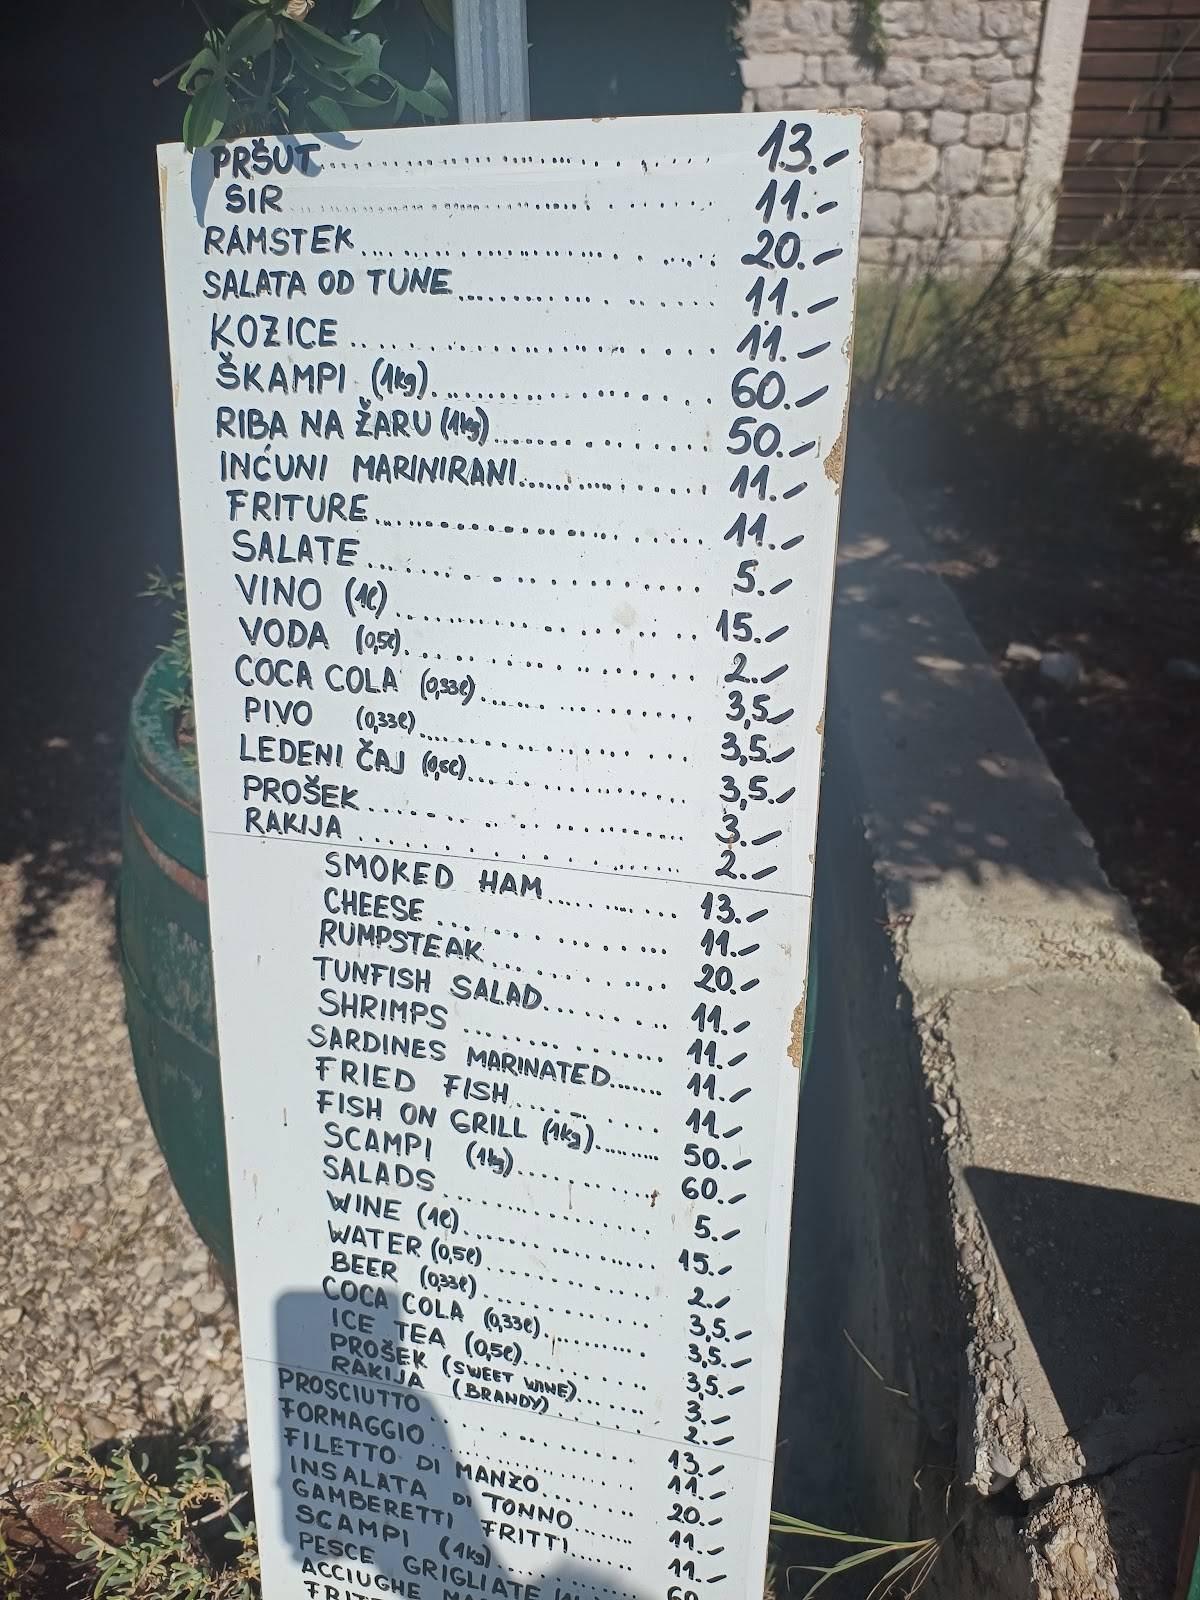 PRŠUT.................... 13.-
SIR.................... 11.-
RAMSTEK.................... 20.-
SALATA OD TUNE.................... 11.-
KOZICE.................... 11.-
ŠKAMPI (1kg).................... 60.-
RIBA NA ŽARU (1kg).................... 50.-
INĆUNI MARINIRANI.................... 11.-
FRITURE.................... 11.-
SALATE.................... 5.-
VINO (1l).................... 15.-
VODA (0,5l).................... 2.-
COCA COLA (0,33l).................... 3,5.-
PIVO (0,33l).................... 3,5.-
LEDENI ČAJ (0,5l).................... 3,5.-
PROŠEK.................... 3.-
RAKIJA.................... 2.-
SMOKED HAM............ 13.-
CHEESE............ 11.-
RUMPSTEAK............ 20.-
TUNFISH SALAD............ 11.-
SHRIMPS............ 11.-
SARDINES MARINATED............ 11.-
FRIED FISH............ 11.-
FISH ON GRILL (1kg)............ 50.-
SCAMPI (1kg)............ 60.-
SALADS............ 5.-
WINE (1l)............ 15.-
WATER (0,5l)............ 2.-
BEER (0,33l)............ 3,5.-
COCA COLA (0,33l)............ 3,5.-
ICE TEA (0,5l)............ 3,5.-
PROŠEK (SWEET WINE)............ 3.-
RAKIJA (BRANDY)............ 2.-
PROSCIUTTO............ 13.-
FORMAGGIO............ 11.-
FILETTO DI MANZO............ 20.-
INSALATA DI TONNO............ 11.-
GAMBERETTI FRITTI............ 11.-
SCAMPI (1kg)............ 60.-
PESCE GRIGLIATE
ACCIUGHE